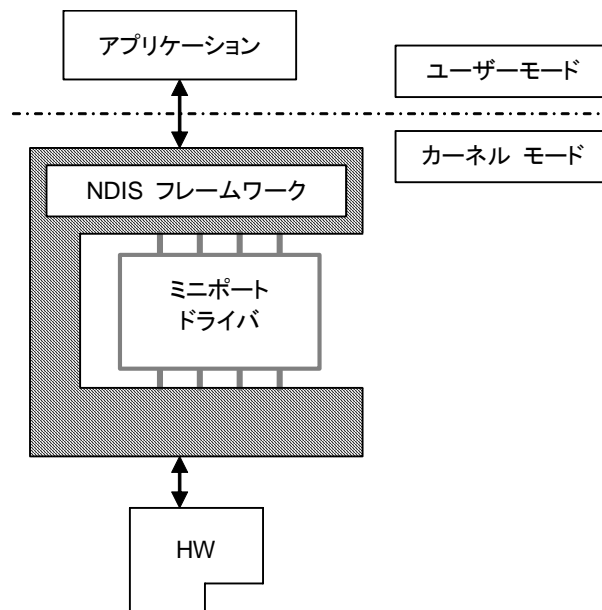 アプリケーション
ユーザーモード
カーネル モード
NDIS フレームワーク
ミニポート
ドライバ
HW